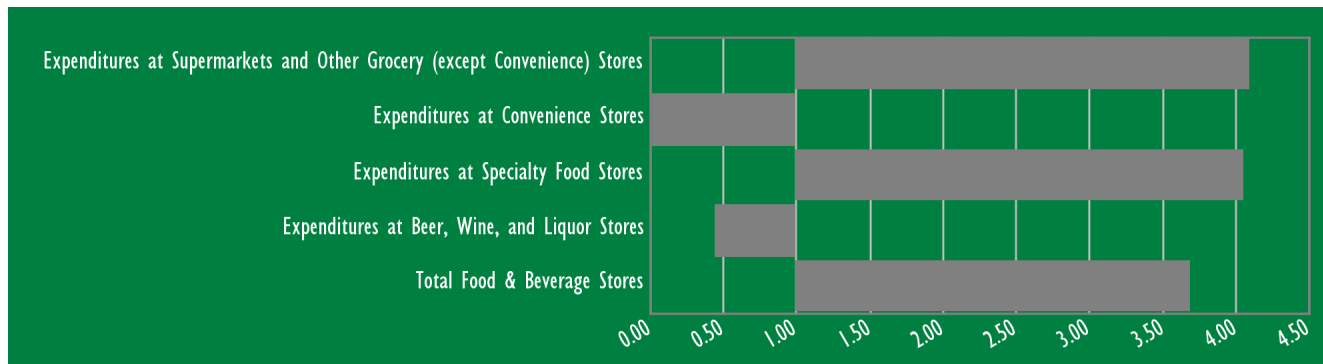 Expenditures at Supermarkets and Other Grocery (except Convenience) Stores
Expenditures at Convenience Stores
Expenditures at Specialty Food Stores
Expenditures at Beer, Wine, and Liquor Stores
Total Food & Beverage Stores
0.00 0.50 1.00 1.50 2.00 2.50 3.00 3.50 4.00 4.50